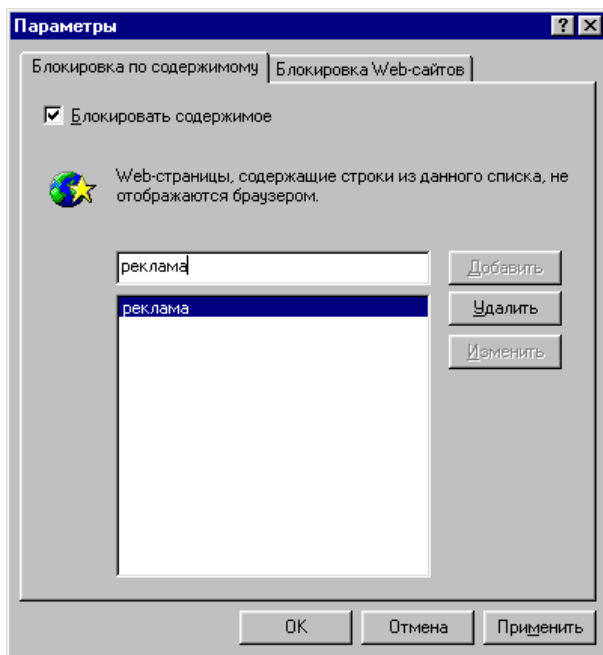 Параметры
Блокировка по содержимому
Блокировка Web-сайтов
Блокировать содержимое
Web-страницы, содержащие строки из данного списка, не
отображаются браузером.
реклама
Добавить
реклама
Удалить
Изменить
OK
Отмена
Применить